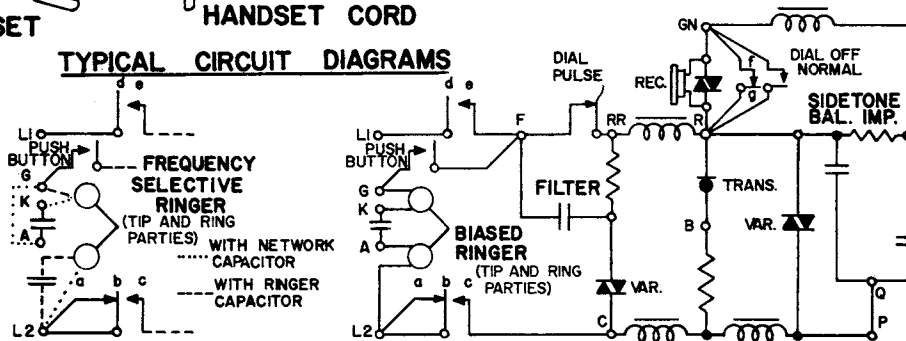 SET
HANDSET CORD
TYPICAL CIRCUIT DIAGRAMS
d e
L1
PUSH
BUTTON
G
K
A
FREQUENCY
SELECTIVE
RINGER
(TIP AND RING
PARTIES)
WITH NETWORK
CAPACITOR
WITH RINGER
CAPACITOR
a b c
L2
d e
L1
PUSH
BUTTON
G
K
A
BIASED
RINGER
(TIP AND RING
PARTIES)
a b c
L2
F
DIAL
PULSE
RR
FILTER
VAR.
C
GN
REC.
f
g
DIAL OFF
NORMAL
R
SIDETONE
BAL. IMP.
TRANS.
B
VAR.
Q
P